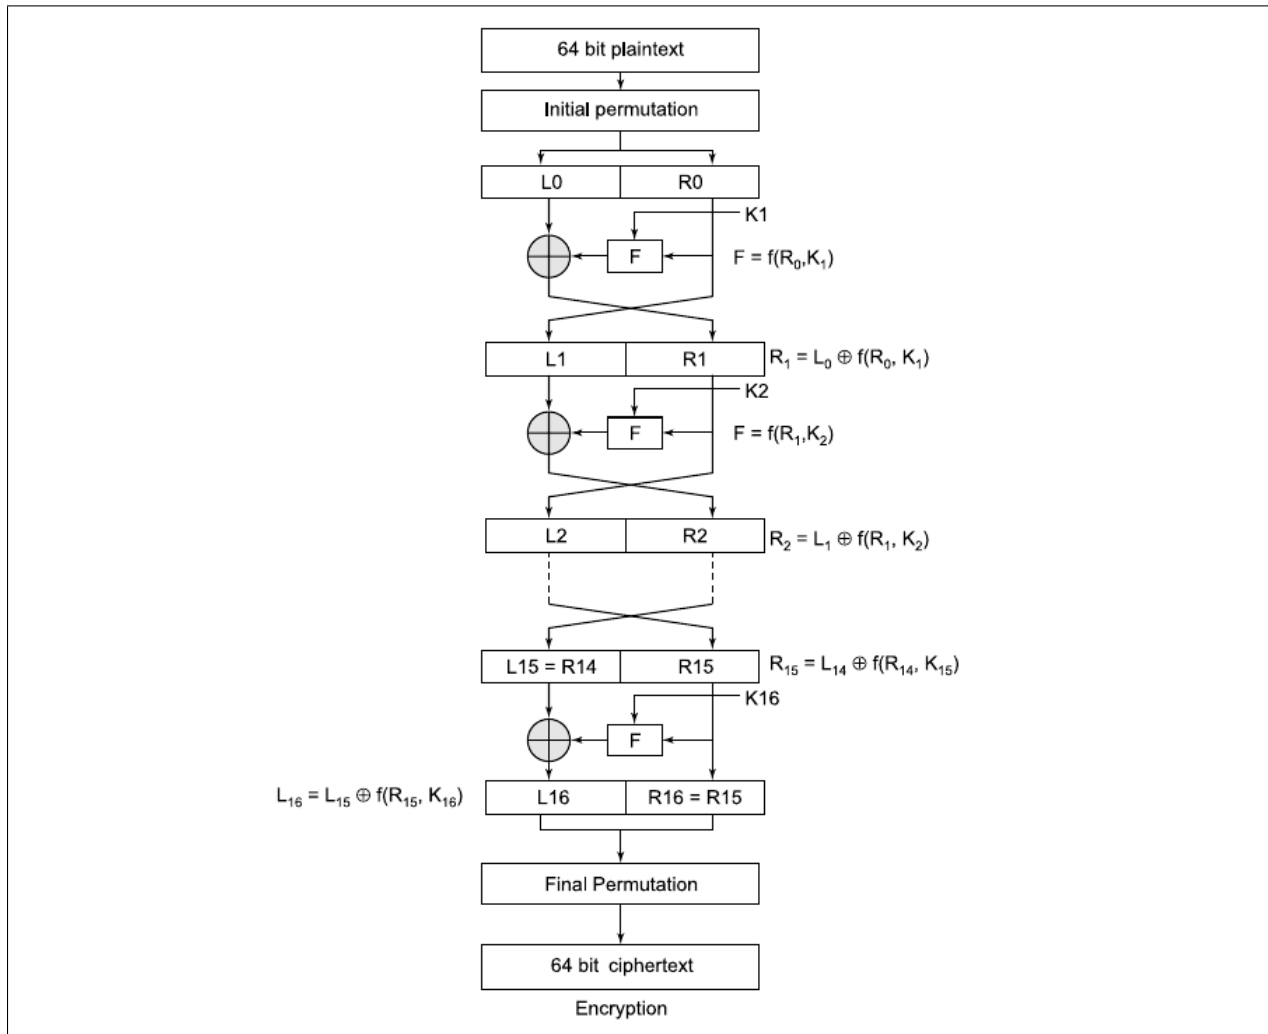 64 bit plaintext
Initial permutation
L0 R0
K1
F F = f(R₀,K₁)
L1 R1 R₁ = L₀ ⊕ f(R₀, K₁)
K2
F F = f(R₁,K₂)
L2 R2 R₂ = L₁ ⊕ f(R₁, K₂)
L15 = R14 R15 R₁₅ = L₁₄ ⊕ f(R₁₄, K₁₅)
K16
F
L₁₆ = L₁₅ ⊕ f(R₁₅, K₁₆) L16 R16 = R15
Final Permutation
64 bit ciphertext
Encryption